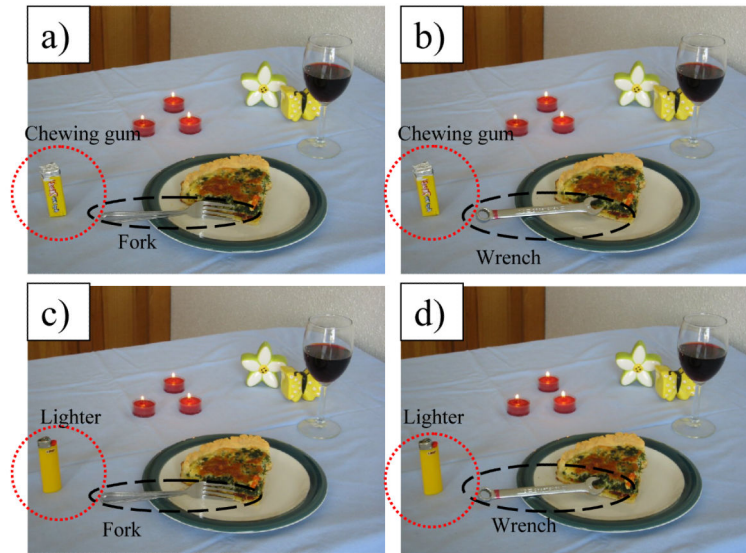 a)
Chewing gum
Fork
b)
Chewing gum
Wrench
c)
Lighter
Fork
d)
Lighter
Wrench